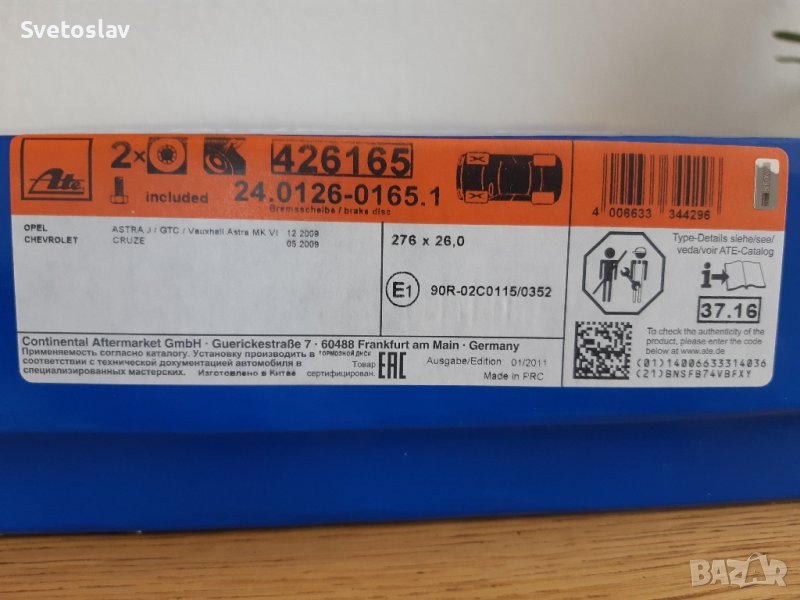 Svetoslav
Ate
2× 426165
included 24.0126-0165.1
Bremsscheibe / brake disc
4 006633 344296
OPEL ASTRA J / GTC / Vauxhall Astra MK VI 12.2009
CHEVROLET CRUZE 05.2009
276 x 26,0
E1 90R-02C0115/0352
Type-Details siehe/see/
veda/voir ATE-Catalog
i
37.16
Continental Aftermarket GmbH · Guerickestraße 7 · 60488 Frankfurt am Main · Germany
Применяемость согласно каталогу. Установку производить в
соответствии с технической документацией автомобиля в
специализированных мастерских. Изготовлено в Китае
ТОРМОЗНОЙ ДИСК
Товар
сертифицирован.
EAC
Ausgabe/Edition 01/2011
Made in PRC
To check the authenticity of the
product, please enter the code
below at www.ate.de
(01)14006633314036
(21)BNSFB74VBFXY
BAZAR